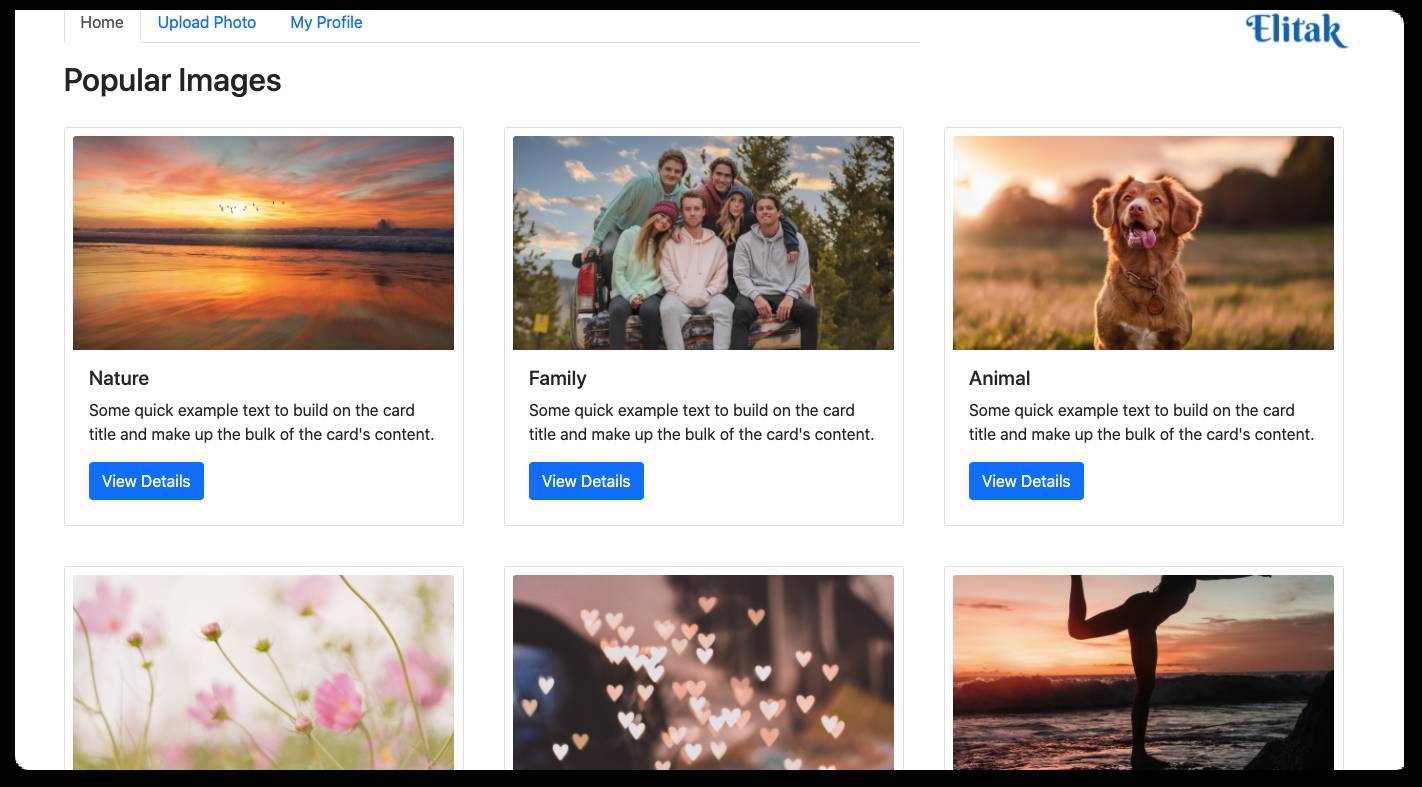 Home Upload Photo My Profile
Elitak
Popular Images
Nature
Some quick example text to build on the card
title and make up the bulk of the card's content.
View Details
Family
Some quick example text to build on the card
title and make up the bulk of the card's content.
View Details
Animal
Some quick example text to build on the card
title and make up the bulk of the card's content.
View Details